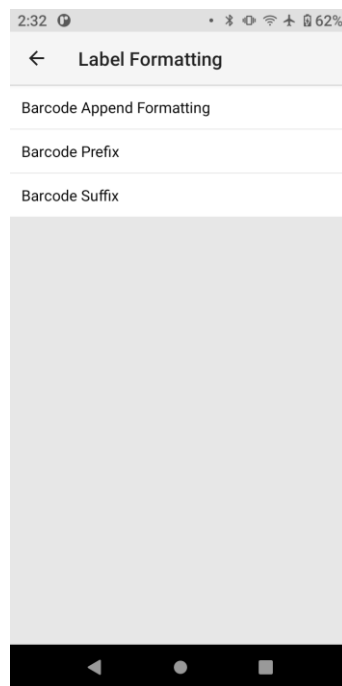 2:32 62%
Label Formatting
Barcode Append Formatting
Barcode Prefix
Barcode Suffix